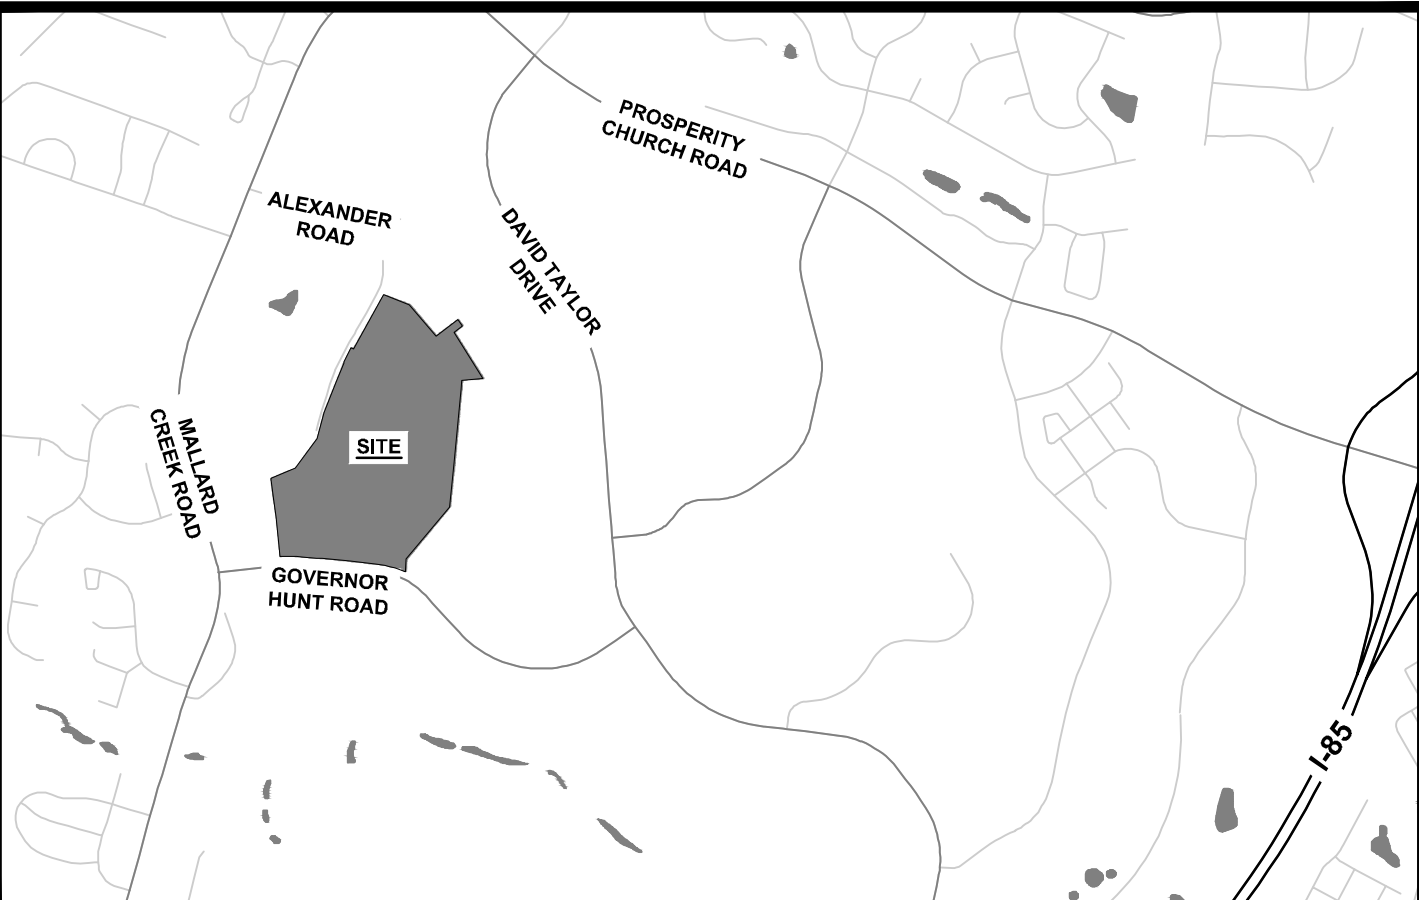 PROSPERITY
CHURCH ROAD
ALEXANDER
ROAD
DAVID TAYLOR
DRIVE
MALLARD
CREEK ROAD
SITE
GOVERNOR
HUNT ROAD
I-85